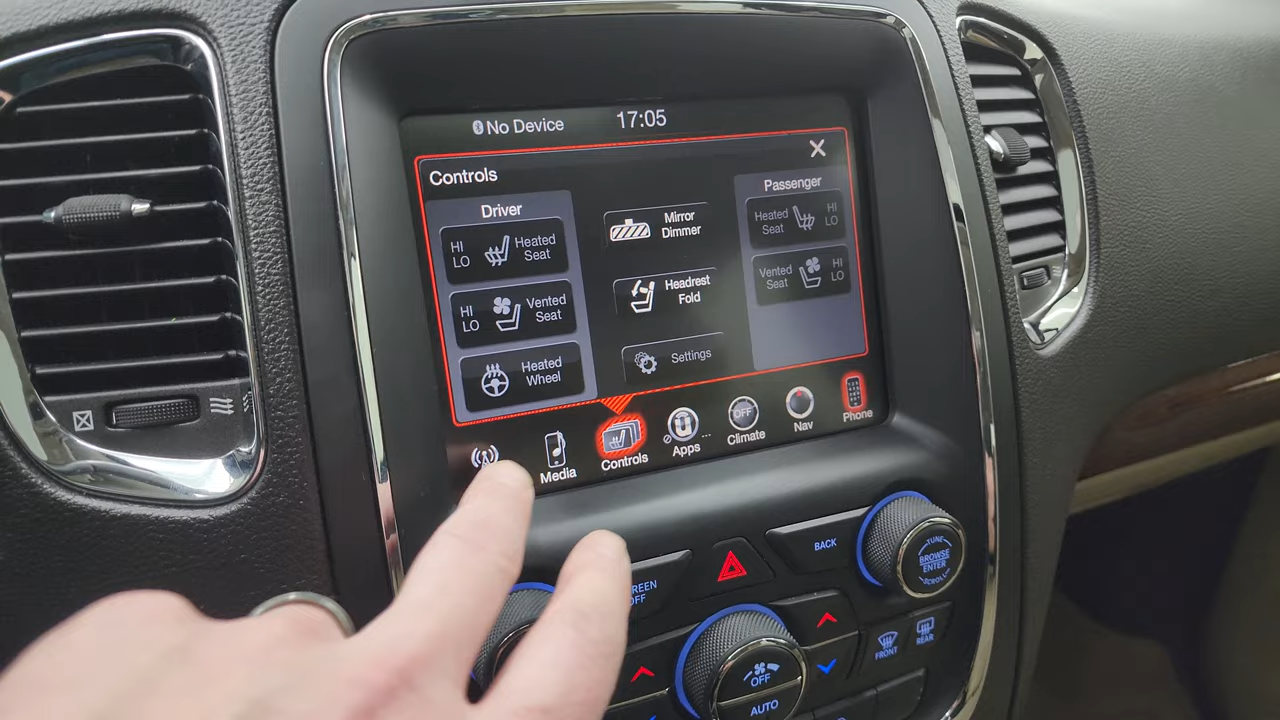 No Device
17:05
Controls
Driver
Passenger
HI
LO
Heated
Seat
Mirror
Dimmer
Heated
Seat
HI
LO
HI
LO
Vented
Seat
Headrest
Fold
Vented
Seat
HI
LO
Heated
Wheel
Settings
Media
Controls
Apps
OFF
Climate
Nav
Phone
BACK
TUNE
BROWSE
ENTER
SCROLL
FRONT
REAR
OFF
AUTO